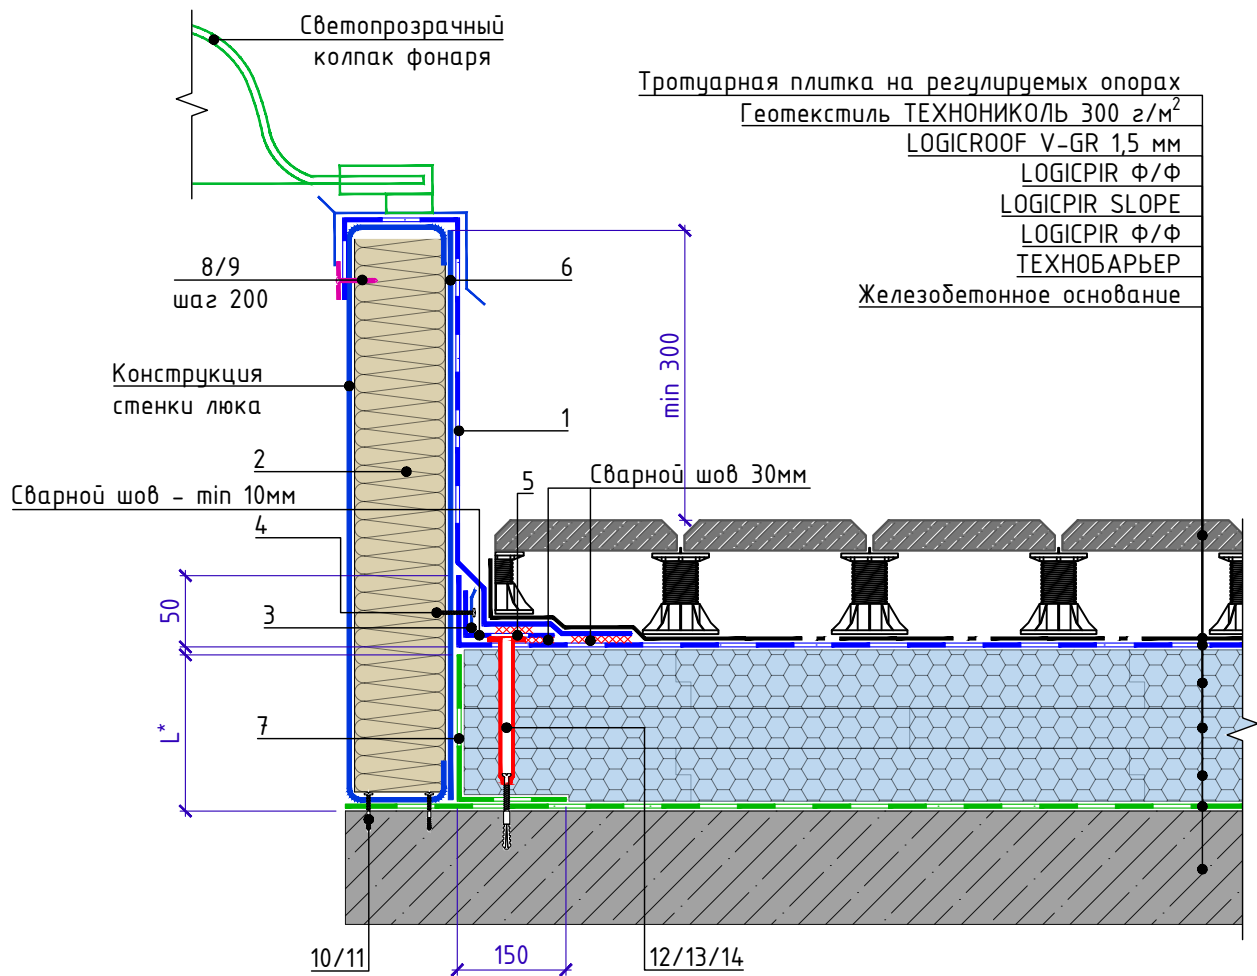 Светопрозрачный
колпак фонаря
Тротуарная плитка на регулируемых опорах
Геотекстиль ТЕХНОНИКОЛЬ 300 г/м²
LOGICROOF V-GR 1,5 мм
LOGICPIR Ф/Ф
LOGICPIR SLOPE
LOGICPIR Ф/Ф
ТЕХНОБАРЬЕР
Железобетонное основание
8/9
шаг 200
6
min 300
Конструкция
стенки люка
1
2
Сварной шов - min 10мм
5
Сварной шов 30мм
4
50
3
L*
7
10/11
150
12/13/14